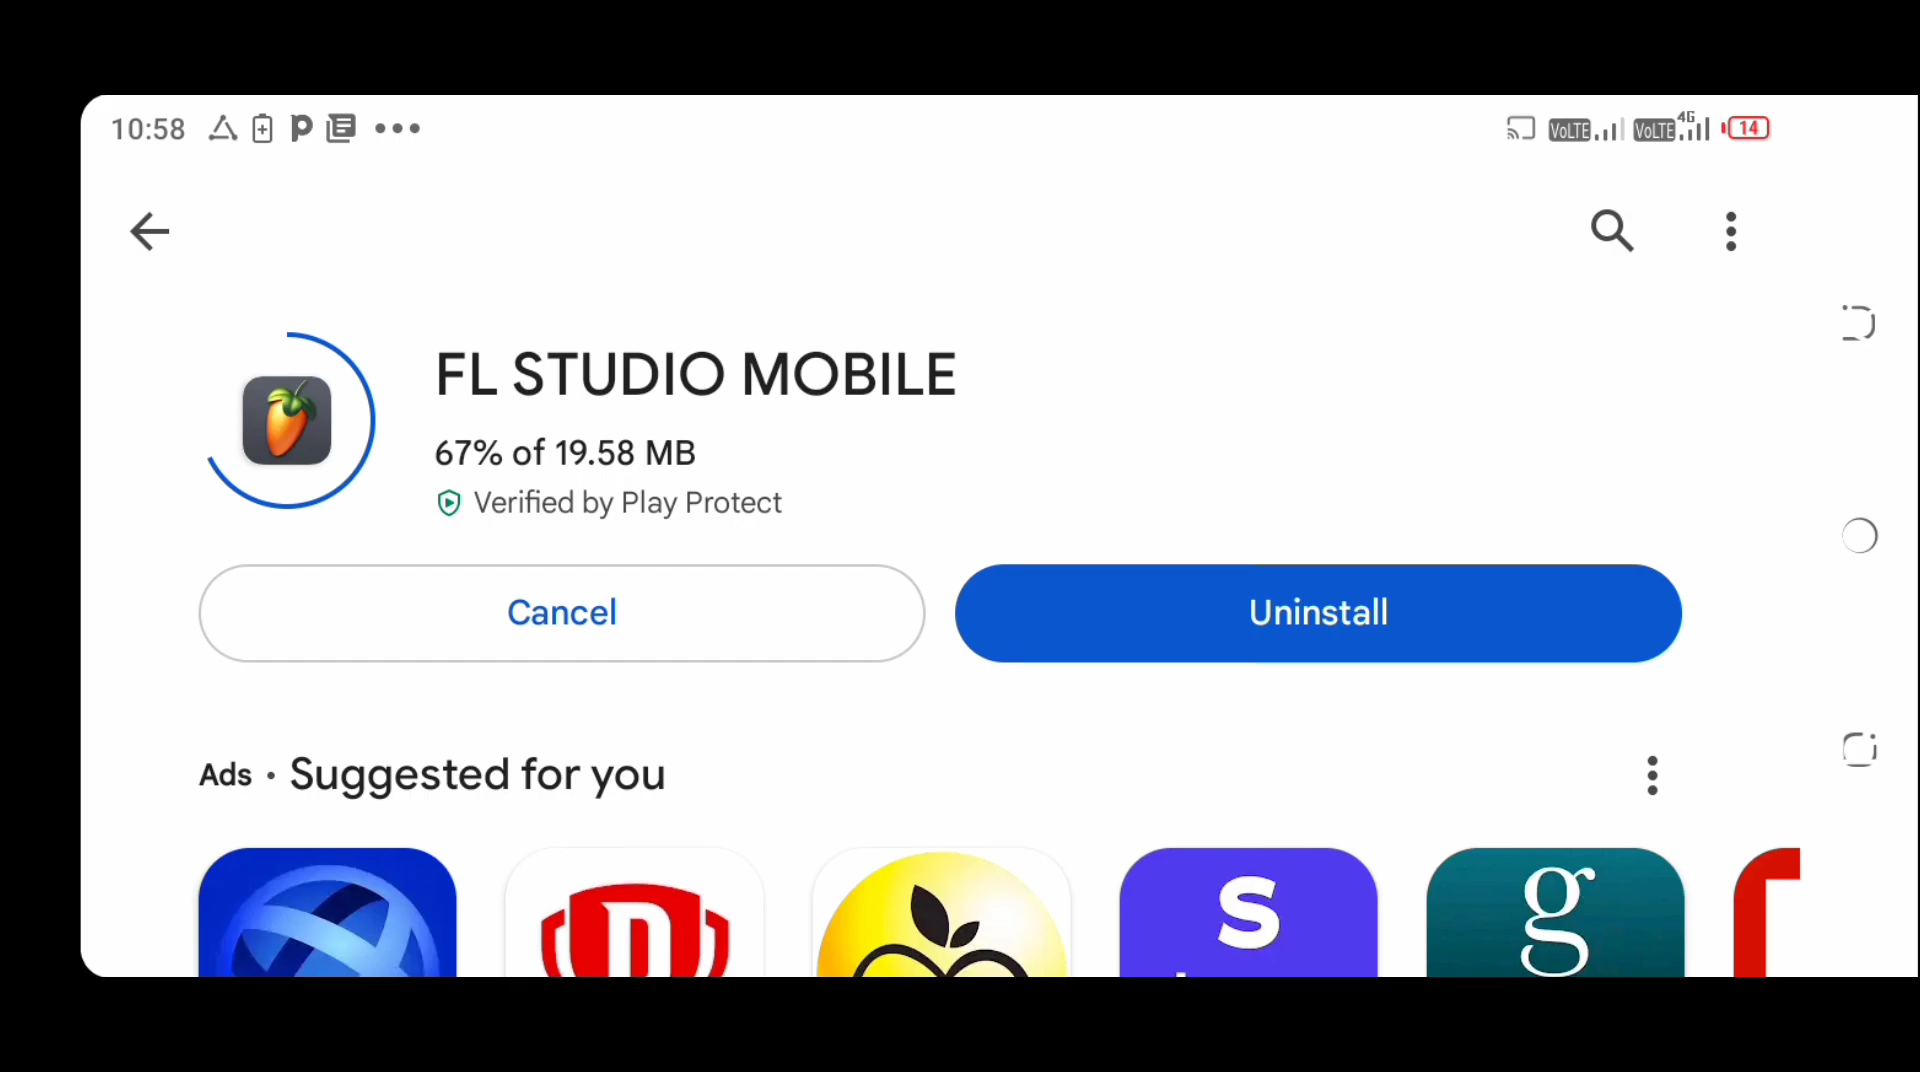 10:58
VoLTE VoLTE 4G 14
FL STUDIO MOBILE
67% of 19.58 MB
Verified by Play Protect
Cancel Uninstall
Ads • Suggested for you
D S g